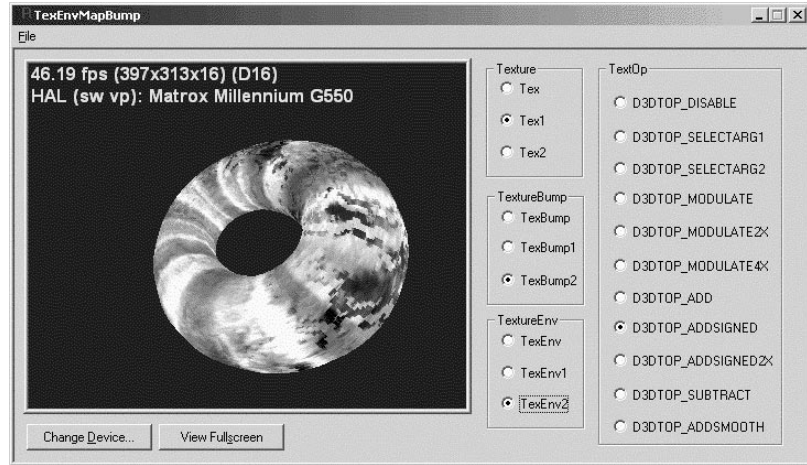 TexEnvMapBump
File
46.19 fps (397x313x16) (D16)
HAL (sw vp): Matrox Millennium G550
Texture
Tex
Tex1
Tex2
TextureBump
TexBump
TexBump1
TexBump2
TextureEnv
TexEnv
TexEnv1
TexEnv2
TextOp
D3DTOP_DISABLE
D3DTOP_SELECTARG1
D3DTOP_SELECTARG2
D3DTOP_MODULATE
D3DTOP_MODULATE2X
D3DTOP_MODULATE4X
D3DTOP_ADD
D3DTOP_ADDSIGNED
D3DTOP_ADDSIGNED2X
D3DTOP_SUBTRACT
D3DTOP_ADDSMOOTH
Change Device...
View Fullscreen